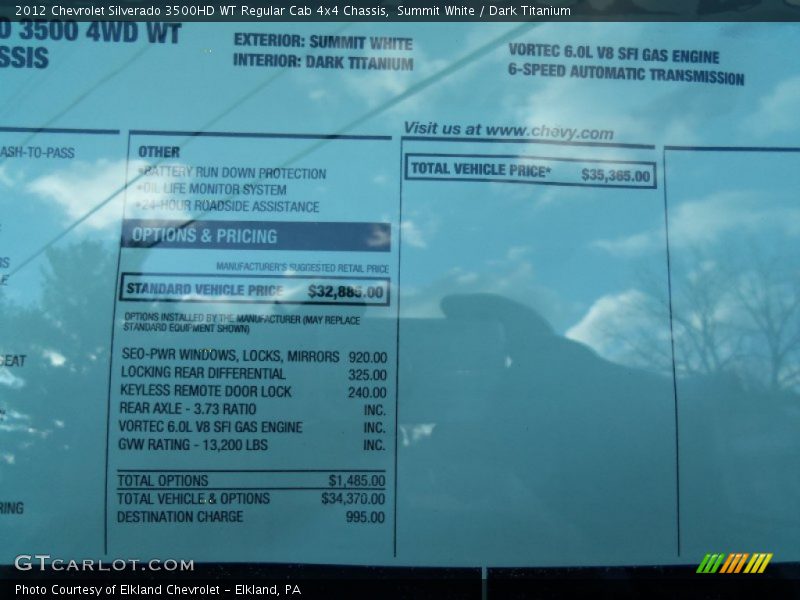 2012 Chevrolet Silverado 3500HD WT Regular Cab 4x4 Chassis, Summit White / Dark Titanium
3500 4WD WT
SSIS
EXTERIOR: SUMMIT WHITE
INTERIOR: DARK TITANIUM
VORTEC 6.0L V8 SFI GAS ENGINE
6-SPEED AUTOMATIC TRANSMISSION
ASH-TO-PASS
EAT
RING
OTHER
•BATTERY RUN DOWN PROTECTION
•OIL LIFE MONITOR SYSTEM
•24-HOUR ROADSIDE ASSISTANCE
OPTIONS & PRICING
MANUFACTURER'S SUGGESTED RETAIL PRICE
STANDARD VEHICLE PRICE $32,885.00
OPTIONS INSTALLED BY THE MANUFACTURER (MAY REPLACE
STANDARD EQUIPMENT SHOWN)
SEO-PWR WINDOWS, LOCKS, MIRRORS 920.00
LOCKING REAR DIFFERENTIAL 325.00
KEYLESS REMOTE DOOR LOCK 240.00
REAR AXLE - 3.73 RATIO INC.
VORTEC 6.0L V8 SFI GAS ENGINE INC.
GVW RATING - 13,200 LBS INC.
TOTAL OPTIONS $1,485.00
TOTAL VEHICLE & OPTIONS $34,370.00
DESTINATION CHARGE 995.00
Visit us at www.chevy.com
TOTAL VEHICLE PRICE* $35,365.00
GTCARLOT.COM
Photo Courtesy of Elkland Chevrolet - Elkland, PA